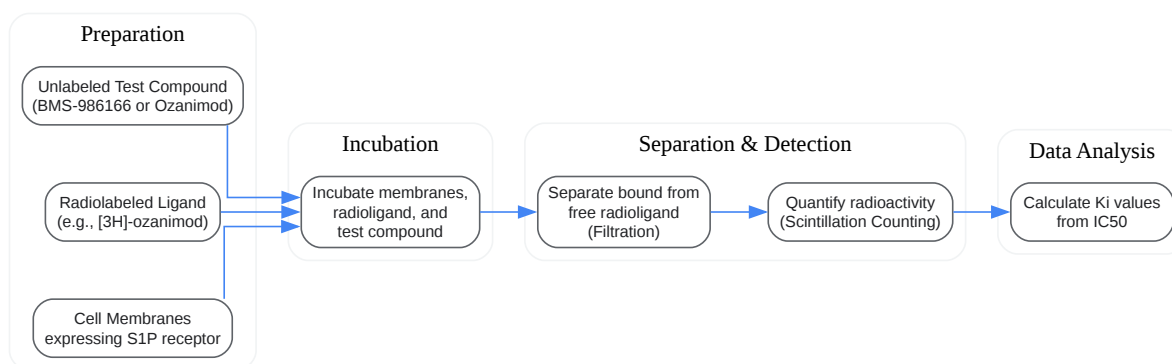 Preparation
Unlabeled Test Compound
(BMS-986166 or Ozanimod)
Radiolabeled Ligand
(e.g., [3H]-ozanimod)
Cell Membranes
expressing S1P receptor
Incubation
Incubate membranes,
radioligand, and
test compound
Separation & Detection
Separate bound from
free radioligand
(Filtration)
Quantify radioactivity
(Scintillation Counting)
Data Analysis
Calculate Ki values
from IC50